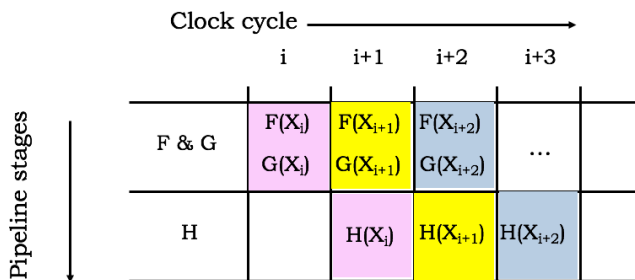 Clock cycle
i i+1 i+2 i+3
Pipeline stages
F & G
F(Xᵢ) F(Xᵢ₊₁) F(Xᵢ₊₂)
G(Xᵢ) G(Xᵢ₊₁) G(Xᵢ₊₂)
...
H H(Xᵢ) H(Xᵢ₊₁) H(Xᵢ₊₂)